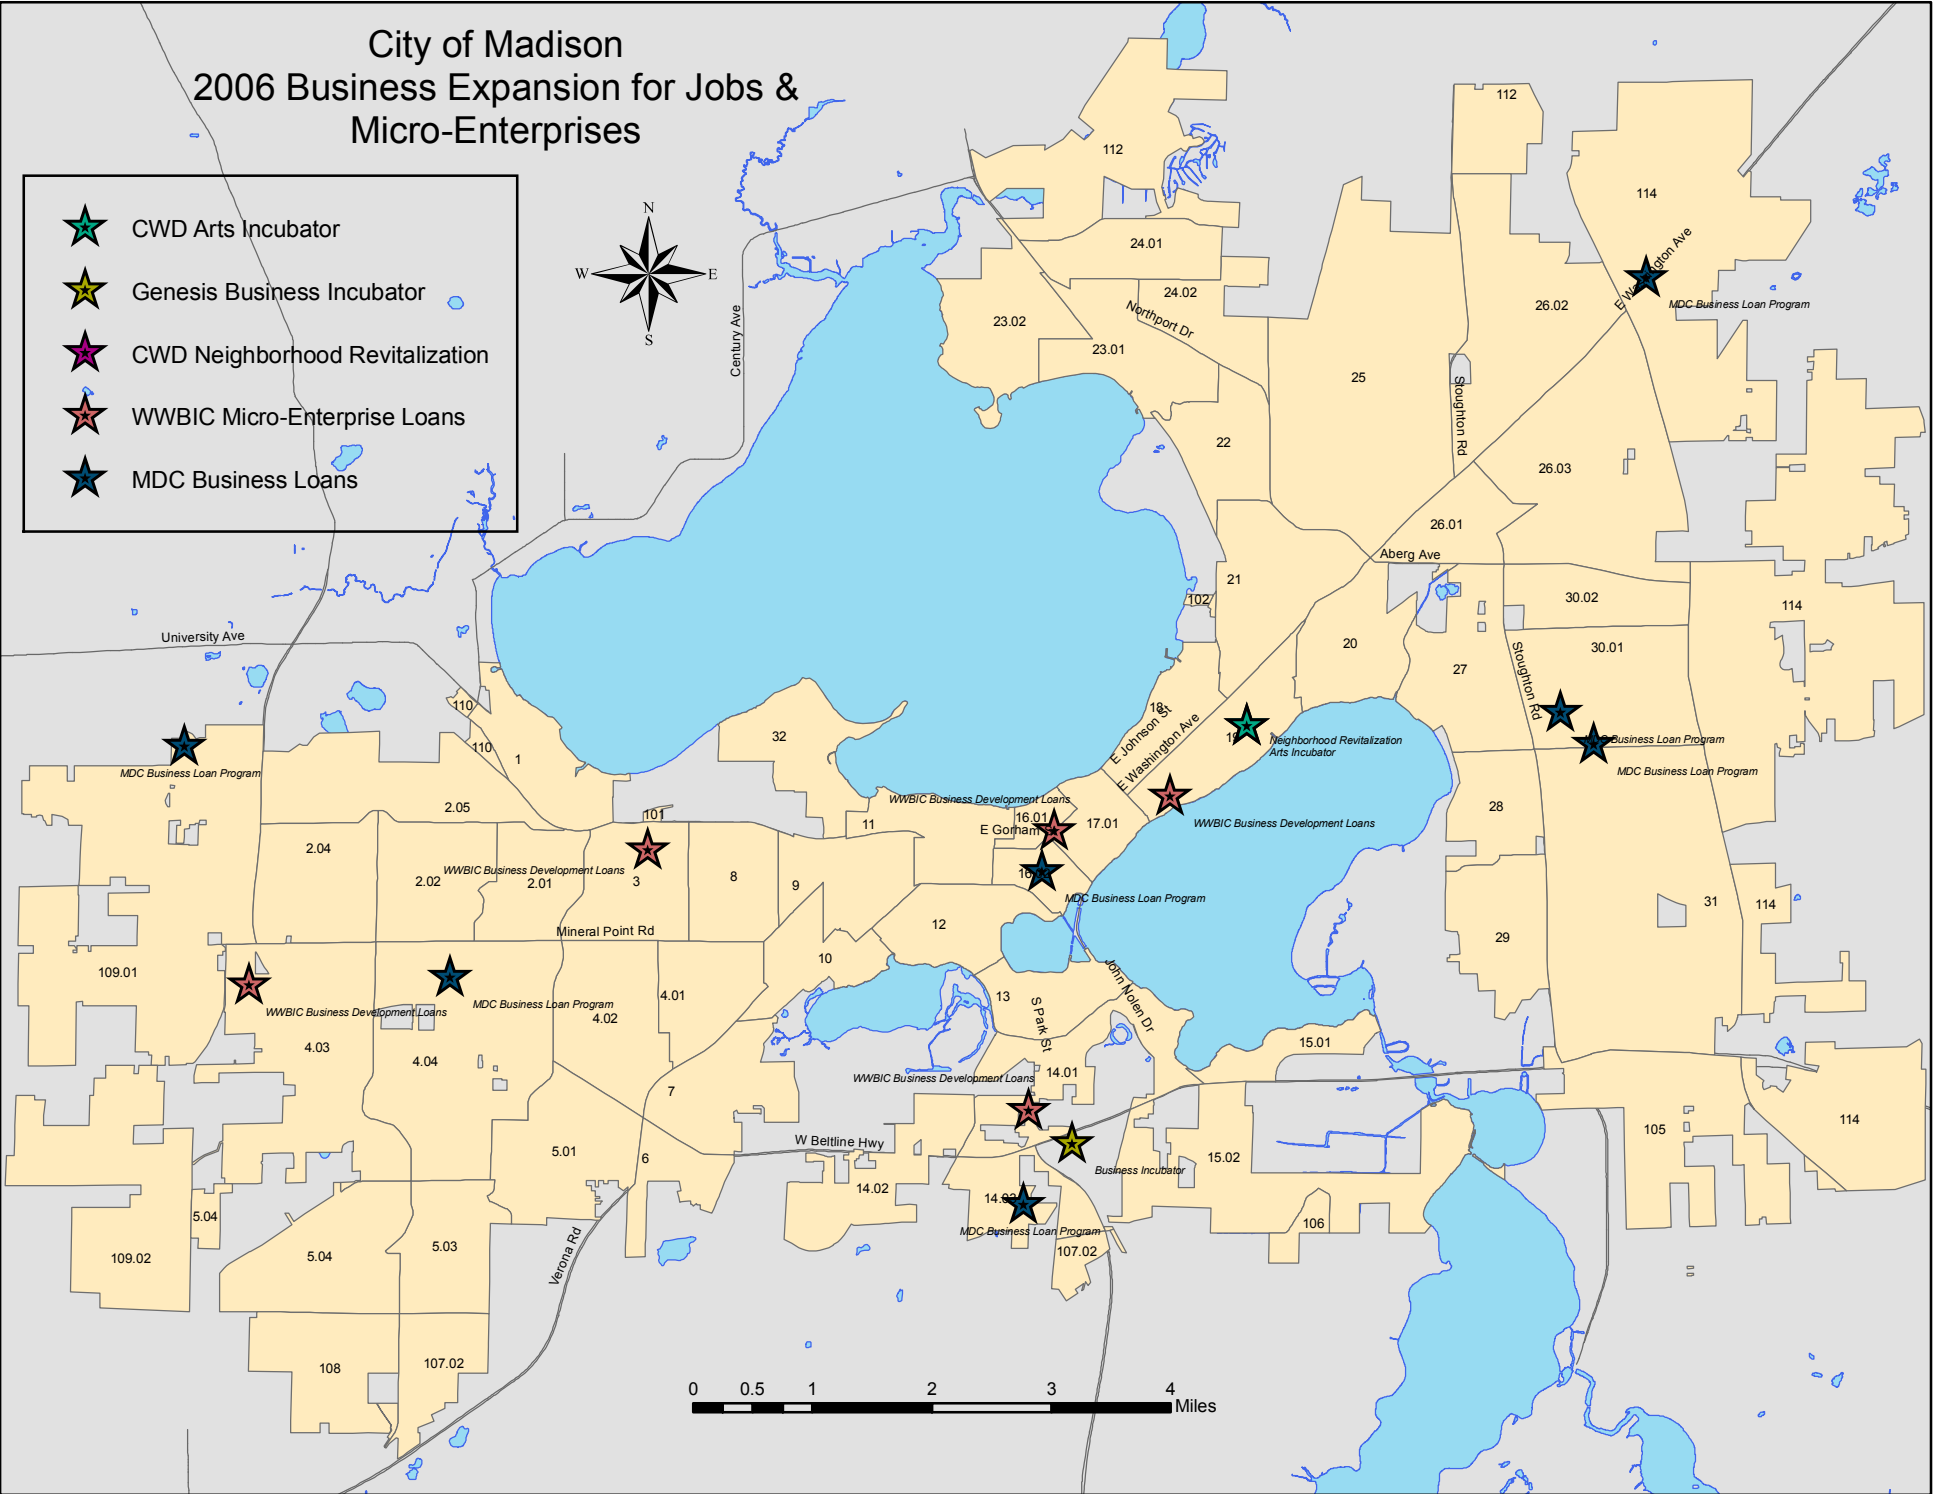 City of Madison
2006 Business Expansion for Jobs &
Micro-Enterprises
CWD Arts Incubator
Genesis Business Incubator
CWD Neighborhood Revitalization
WWBIC Micro-Enterprise Loans
MDC Business Loans
N
W
E
S
112
112
114
24.01
24.02
Northport Dr
23.02
23.01
Century Ave
26.02
E Washington Ave
MDC Business Loan Program
25
Stoughton Rd
22
26.03
26.01
Aberg Ave
21
102
30.02
114
University Ave
20
27
30.01
Stoughton Rd
110
110
1
32
18
E Johnson St
E Washington Ave
Neighborhood Revitalization
Arts Incubator
MDC Business Loan Program
MDC Business Loan Program
MDC Business Loan Program
2.05
101
WWBIC Business Development Loans
11
16.01
E Gorham
17.01
WWBIC Business Development Loans
28
2.04
2.02
WWBIC Business Development Loans
2.01
3
8
9
MDC Business Loan Program
31
114
12
29
Mineral Point Rd
109.01
10
John Nolen Dr
13
S Park St
4.01
MDC Business Loan Program
WWBIC Business Development Loans
4.02
4.03
4.04
15.01
14.01
WWBIC Business Development Loans
7
W Beltline Hwy
105
114
5.01
6
15.02
Business Incubator
14.02
MDC Business Loan Program
5.04
106
107.02
109.02
5.04
5.03
Verona Rd
108
107.02
0 0.5 1 2 3 4
Miles